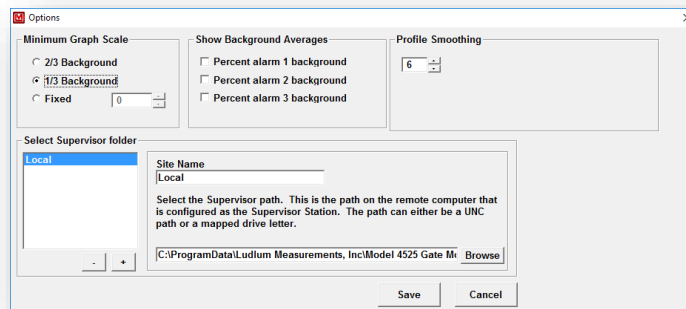 Options
Minimum Graph Scale
2/3 Background
1/3 Background
Fixed
0
Show Background Averages
Percent alarm 1 background
Percent alarm 2 background
Percent alarm 3 background
Profile Smoothing
6
Select Supervisor folder
Local
- +
Site Name
Local
Select the Supervisor path. This is the path on the remote computer that
is configured as the Supervisor Station. The path can either be a UNC
path or a mapped drive letter.
C:\ProgramData\Ludlum Measurements, Inc\Model 4525 Gate Browse
Save Cancel